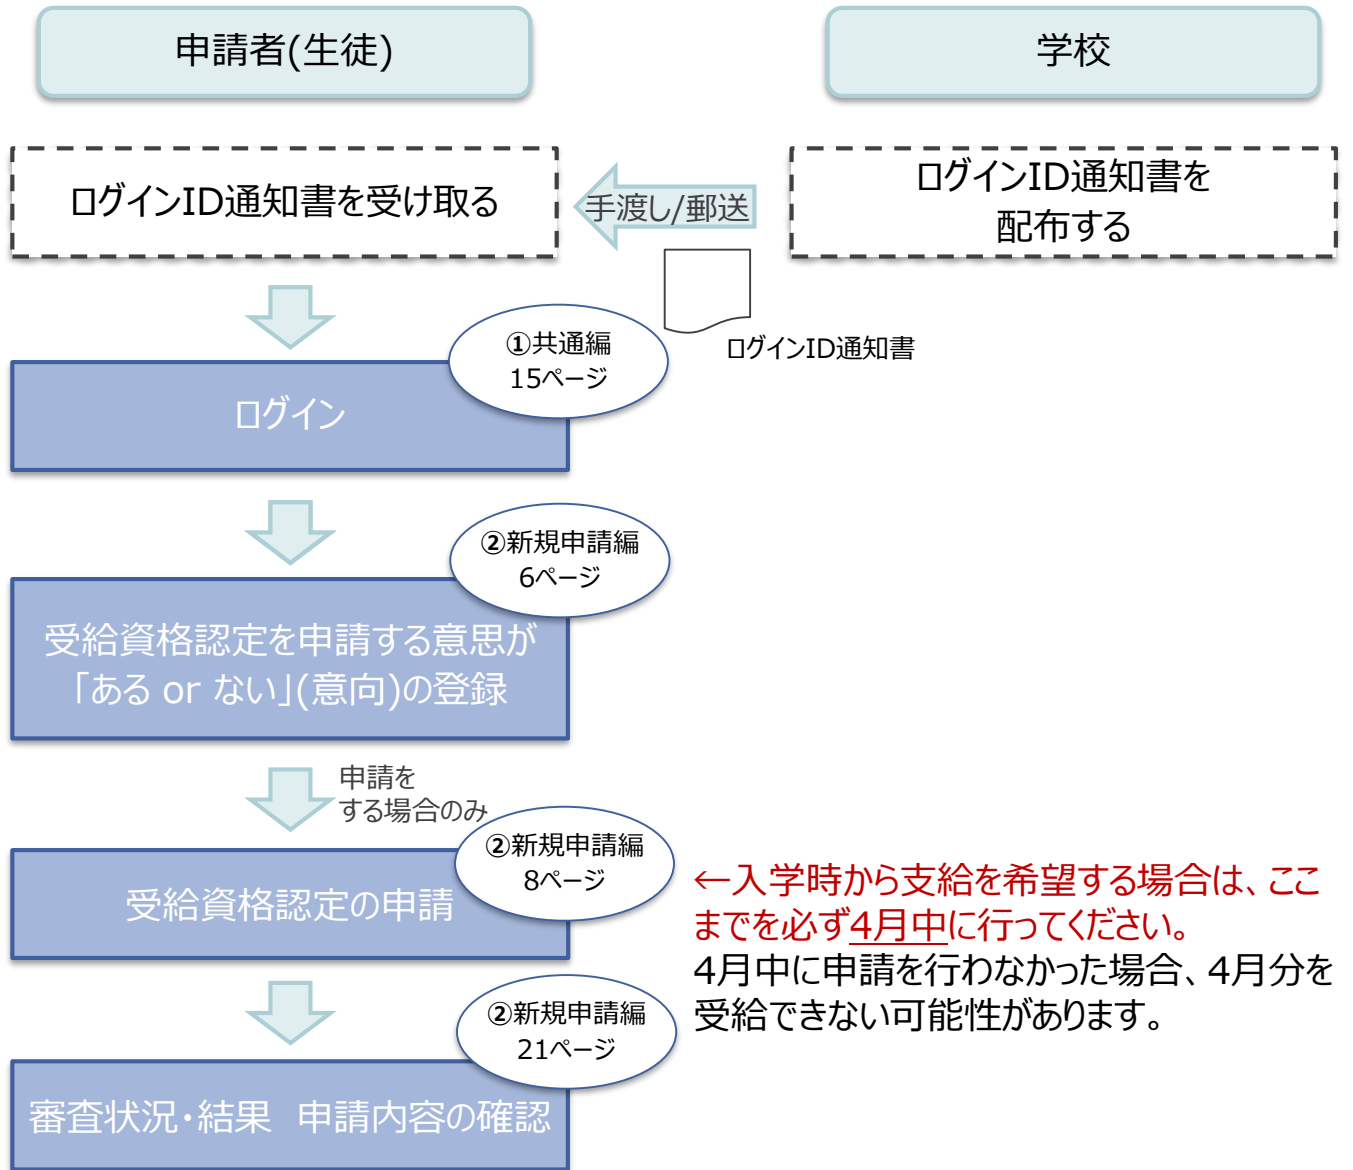 申請者(生徒)
学校
ログインID通知書を受け取る
手渡し/郵送
ログインID通知書を
配布する
ログインID通知書
①共通編
15ページ
ログイン
②新規申請編
6ページ
受給資格認定を申請する意思が
「ある or ない」(意向)の登録
申請を
する場合のみ
②新規申請編
8ページ
受給資格認定の申請
←入学時から支給を希望する場合は、ここ
までを必ず4月中に行ってください。
4月中に申請を行わなかった場合、4月分を
受給できない可能性があります。
②新規申請編
21ページ
審査状況・結果　申請内容の確認